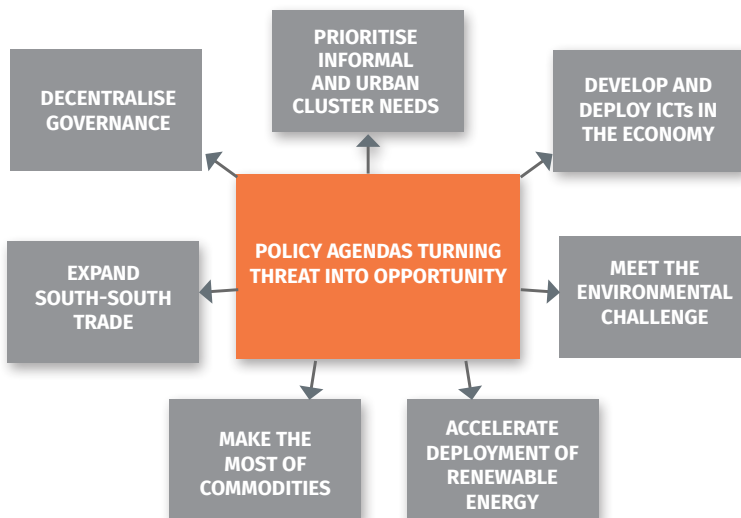 PRIORITISE
INFORMAL
AND URBAN
CLUSTER NEEDS
DECENTRALISE
GOVERNANCE
DEVELOP AND
DEPLOY ICTs IN
THE ECONOMY
POLICY AGENDAS TURNING
THREAT INTO OPPORTUNITY
EXPAND
SOUTH-SOUTH
TRADE
MEET THE
ENVIRONMENTAL
CHALLENGE
MAKE THE
MOST OF
COMMODITIES
ACCELERATE
DEPLOYMENT OF
RENEWABLE
ENERGY